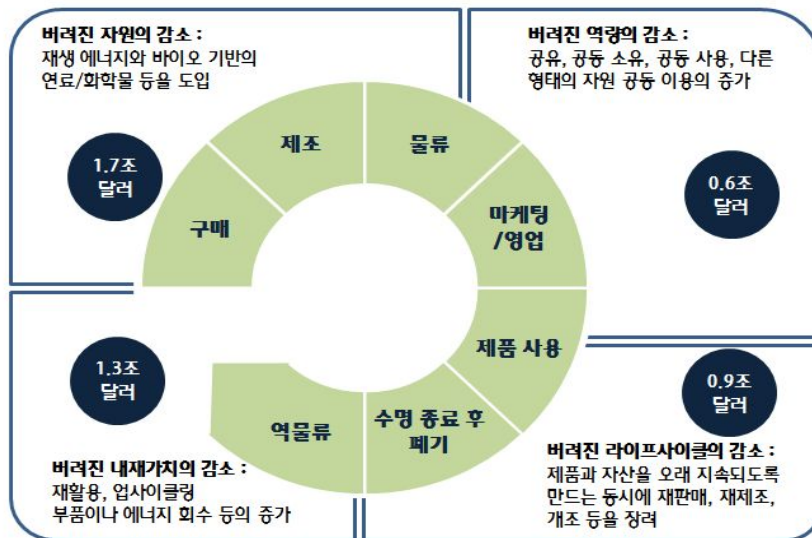 버려진 자원의 감소 :
재생 에너지와 바이오 기반의
연료/화학물 등을 도입
1.7조
달러
버려진 역량의 감소 :
공유, 공동 소유, 공동 사용, 다른
형태의 자원 공동 이용의 증가
0.6조
달러
구매
제조
물류
마케팅
/영업
제품 사용
수명 종료 후
폐기
역물류
1.3조
달러
버려진 내재가치의 감소 :
재활용, 업사이클링
부품이나 에너지 회수 등의 증가
0.9조
달러
버려진 라이프사이클의 감소 :
제품과 자산을 오래 지속되도록
만드는 동시에 재판매, 재제조,
개조 등을 장려